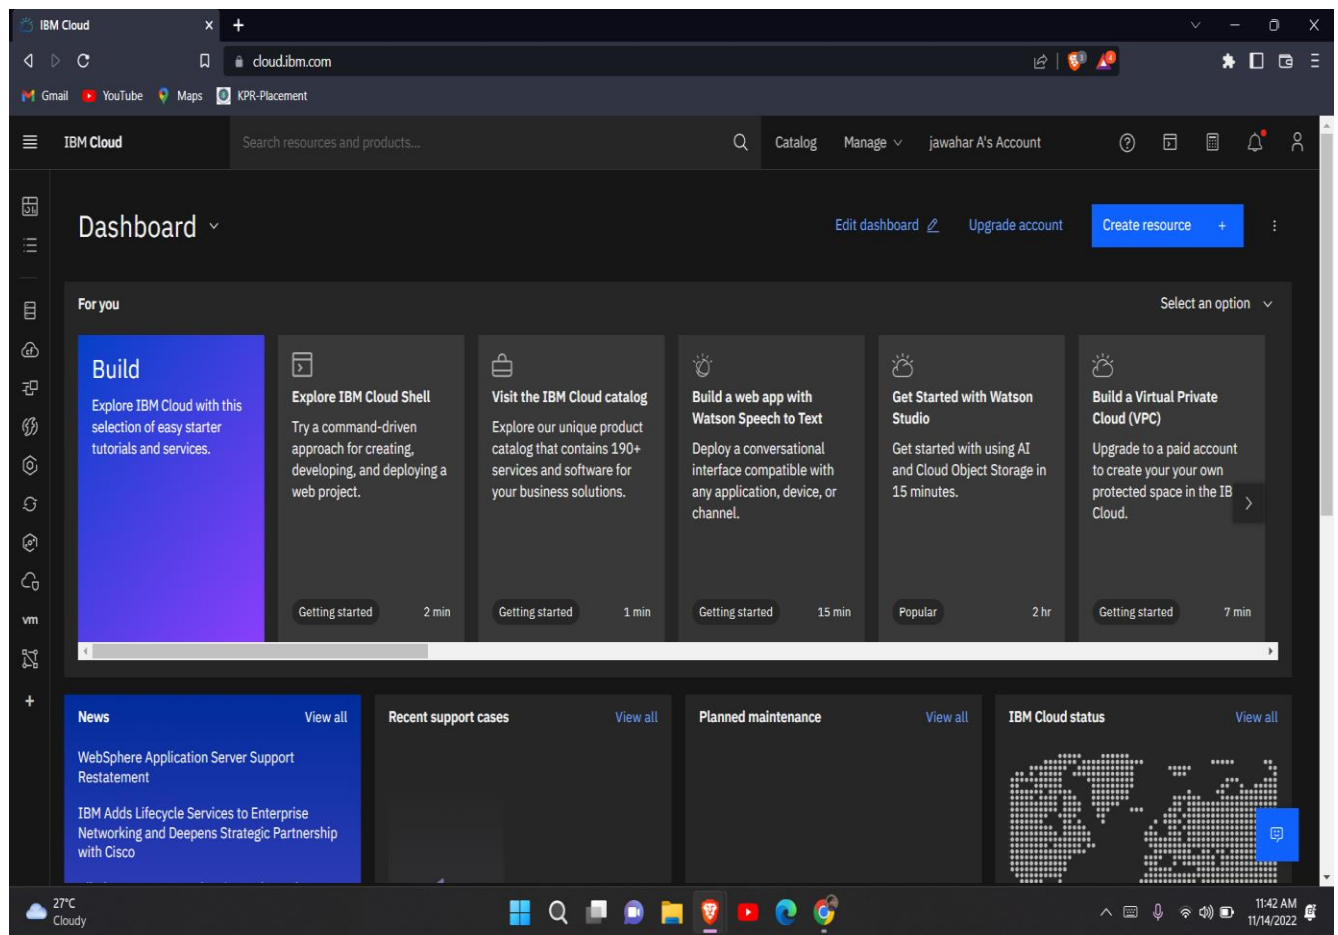 IBM Cloud
cloud.ibm.com
Gmail YouTube Maps KPR-Placement
IBM Cloud Search resources and products... Catalog Manage jawahar A's Account
Dashboard Edit dashboard Upgrade account Create resource +
For you Select an option
Build
Explore IBM Cloud with this
selection of easy starter
tutorials and services.
Explore IBM Cloud Shell
Try a command-driven
approach for creating,
developing, and deploying a
web project.
Getting started 2 min
Visit the IBM Cloud catalog
Explore our unique product
catalog that contains 190+
services and software for
your business solutions.
Getting started 1 min
Build a web app with
Watson Speech to Text
Deploy a conversational
interface compatible with
any application, device, or
channel.
Getting started 15 min
Get Started with Watson
Studio
Get started with using AI
and Cloud Object Storage in
15 minutes.
Popular 2 hr
Build a Virtual Private
Cloud (VPC)
Upgrade to a paid account
to create your your own
protected space in the IB
Cloud.
Getting started 7 min
vm
News View all
WebSphere Application Server Support
Restatement
IBM Adds Lifecycle Services to Enterprise
Networking and Deepens Strategic Partnership
with Cisco
Recent support cases View all
Planned maintenance View all
IBM Cloud status View all
27°C
Cloudy
11:42 AM
11/14/2022